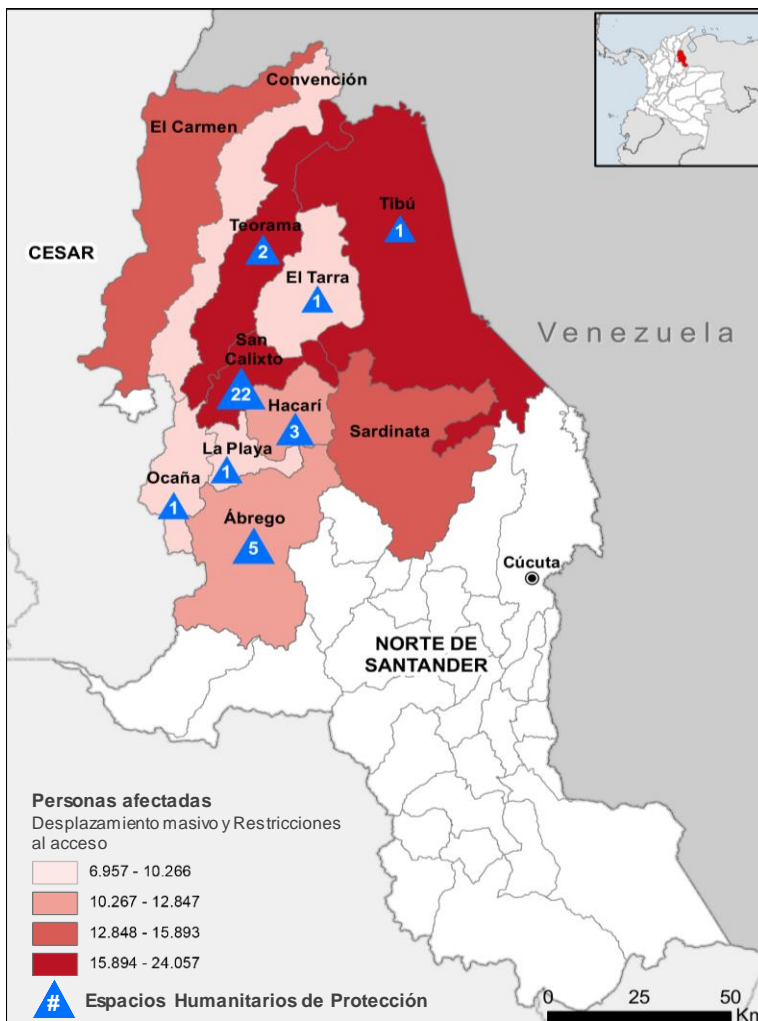 Convención
El Carmen
Tibú
1
Teorama
2
CESAR
El Tarra
1
Venezuela
San
Calixto
22
Hacarí
3
Sardinata
La Playa
1
Ocaña
1
Ábrego
5
Cúcuta
NORTE DE
SANTANDER
Personas afectadas
Desplazamiento masivo y Restricciones
al acceso
6.957 - 10.266
10.267 - 12.847
12.848 - 15.893
15.894 - 24.057
# Espacios Humanitarios de Protección
0 25 50
Km